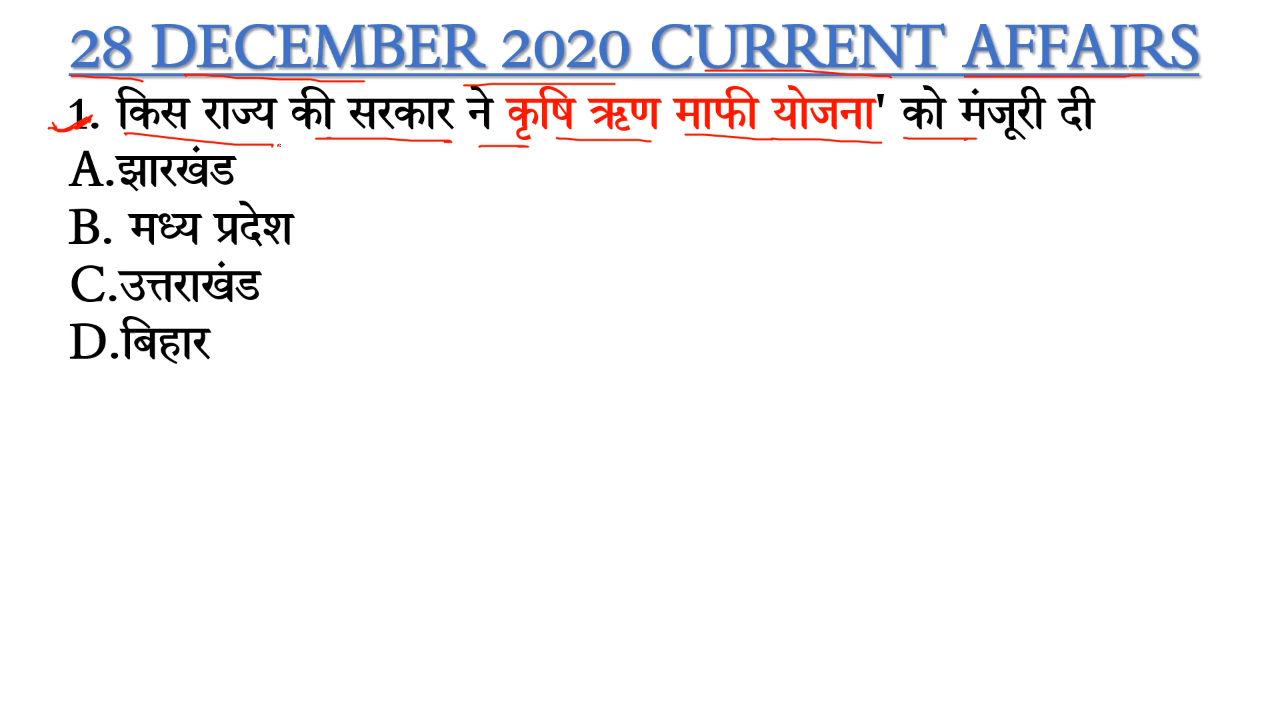 28 DECEMBER 2020 CURRENT AFFAIRS
1. किस राज्य की सरकार ने कृषि ऋण माफी योजना' को मंजूरी दी
A.झारखंड
B. मध्य प्रदेश
C.उत्तराखंड
D.बिहार